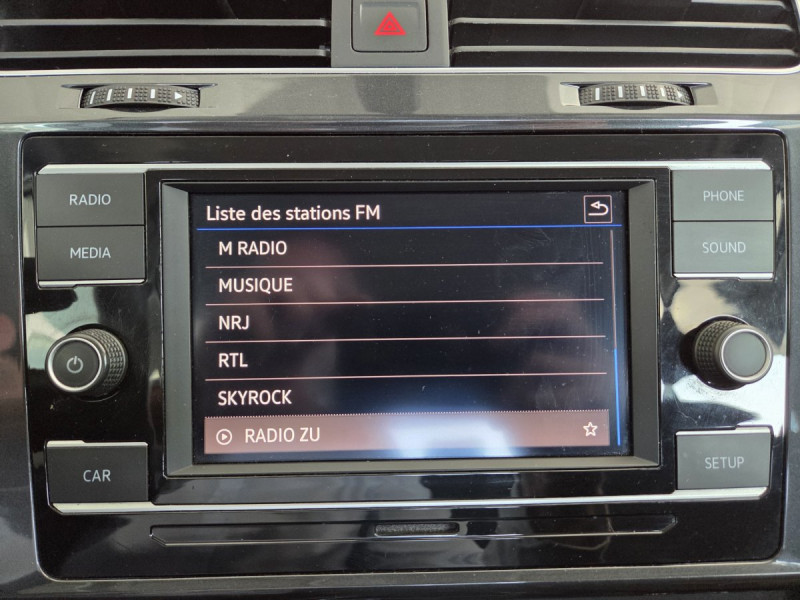 RADIO
MEDIA
CAR
Liste des stations FM
M RADIO
MUSIQUE
NRJ
RTL
SKYROCK
RADIO ZU
PHONE
SOUND
SETUP